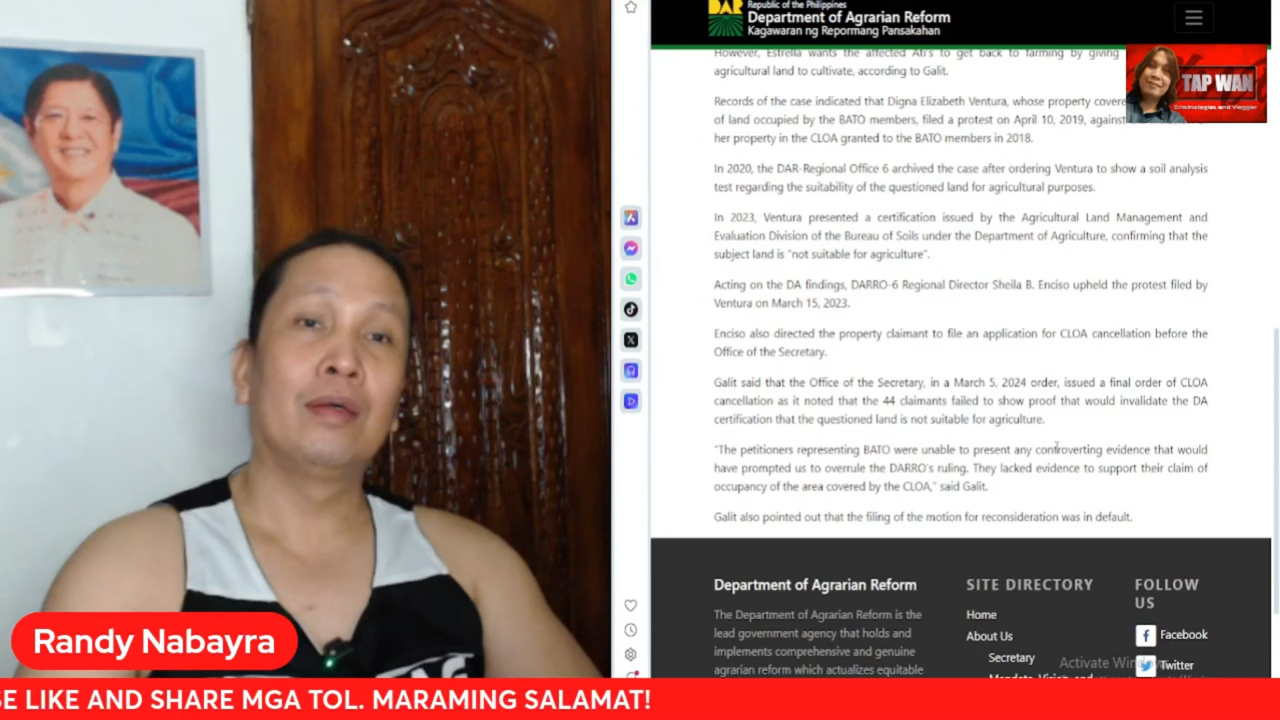 Republic of the Philippines
DAR
Department of Agrarian Reform
Kagawaran ng Repormang Pansakahan
However, Estrella wants the affected Ati's to get back to farming by giving
agricultural land to cultivate, according to Galit.
TAP WAN
Criminologist and Vlogger
Records of the case indicated that Digna Elizabeth Ventura, whose property cover
of land occupied by the BATO members, filed a protest on April 10, 2019, against
her property in the CLOA granted to the BATO members in 2018.
In 2020, the DAR-Regional Office 6 archived the case after ordering Ventura to show a soil analysis
test regarding the suitability of the questioned land for agricultural purposes.
In 2023, Ventura presented a certification issued by the Agricultural Land Management and
Evaluation Division of the Bureau of Soils under the Department of Agriculture, confirming that the
subject land is "not suitable for agriculture".
Acting on the DA findings, DARRO-6 Regional Director Sheila B. Enciso upheld the protest filed by
Ventura on March 15, 2023.
Enciso also directed the property claimant to file an application for CLOA cancellation before the
Office of the Secretary.
Galit said that the Office of the Secretary, in a March 5, 2024 order, issued a final order of CLOA
cancellation as it noted that the 44 claimants failed to show proof that would invalidate the DA
certification that the questioned land is not suitable for agriculture.
"The petitioners representing BATO were unable to present any controverting evidence that would
have prompted us to overrule the DARRO's ruling. They lacked evidence to support their claim of
occupancy of the area covered by the CLOA," said Galit.
Galit also pointed out that the filing of the motion for reconsideration was in default.
Department of Agrarian Reform
The Department of Agrarian Reform is the
lead government agency that holds and
implements comprehensive and genuine
agrarian reform which actualizes equitable
SITE DIRECTORY
Home
About Us
Secretary
FOLLOW
US
Facebook
Twitter
Randy Nabayra
SE LIKE AND SHARE MGA TOL. MARAMING SALAMAT!